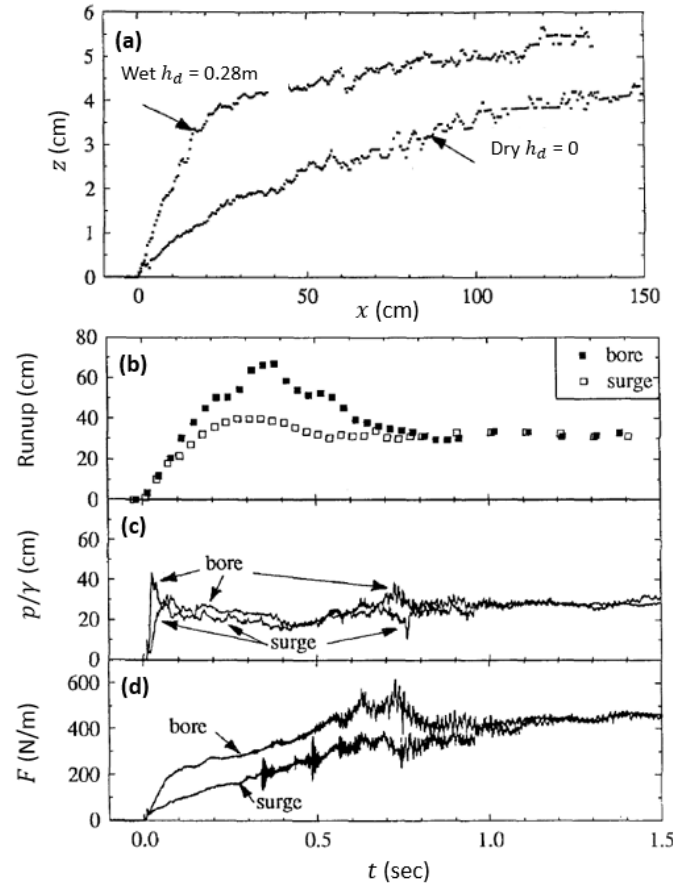 (a)
6
5
4
3
2
1
0
z (cm)
Wet h_d = 0.28m
Dry h_d = 0
0 50 100 150
x (cm)
(b)
80
60
40
20
0
Runup (cm)
bore
surge
(c)
60
40
20
0
p/γ (cm)
bore
surge
(d)
600
400
200
0
F (N/m)
bore
surge
0.0 0.5 1.0 1.5
t (sec)